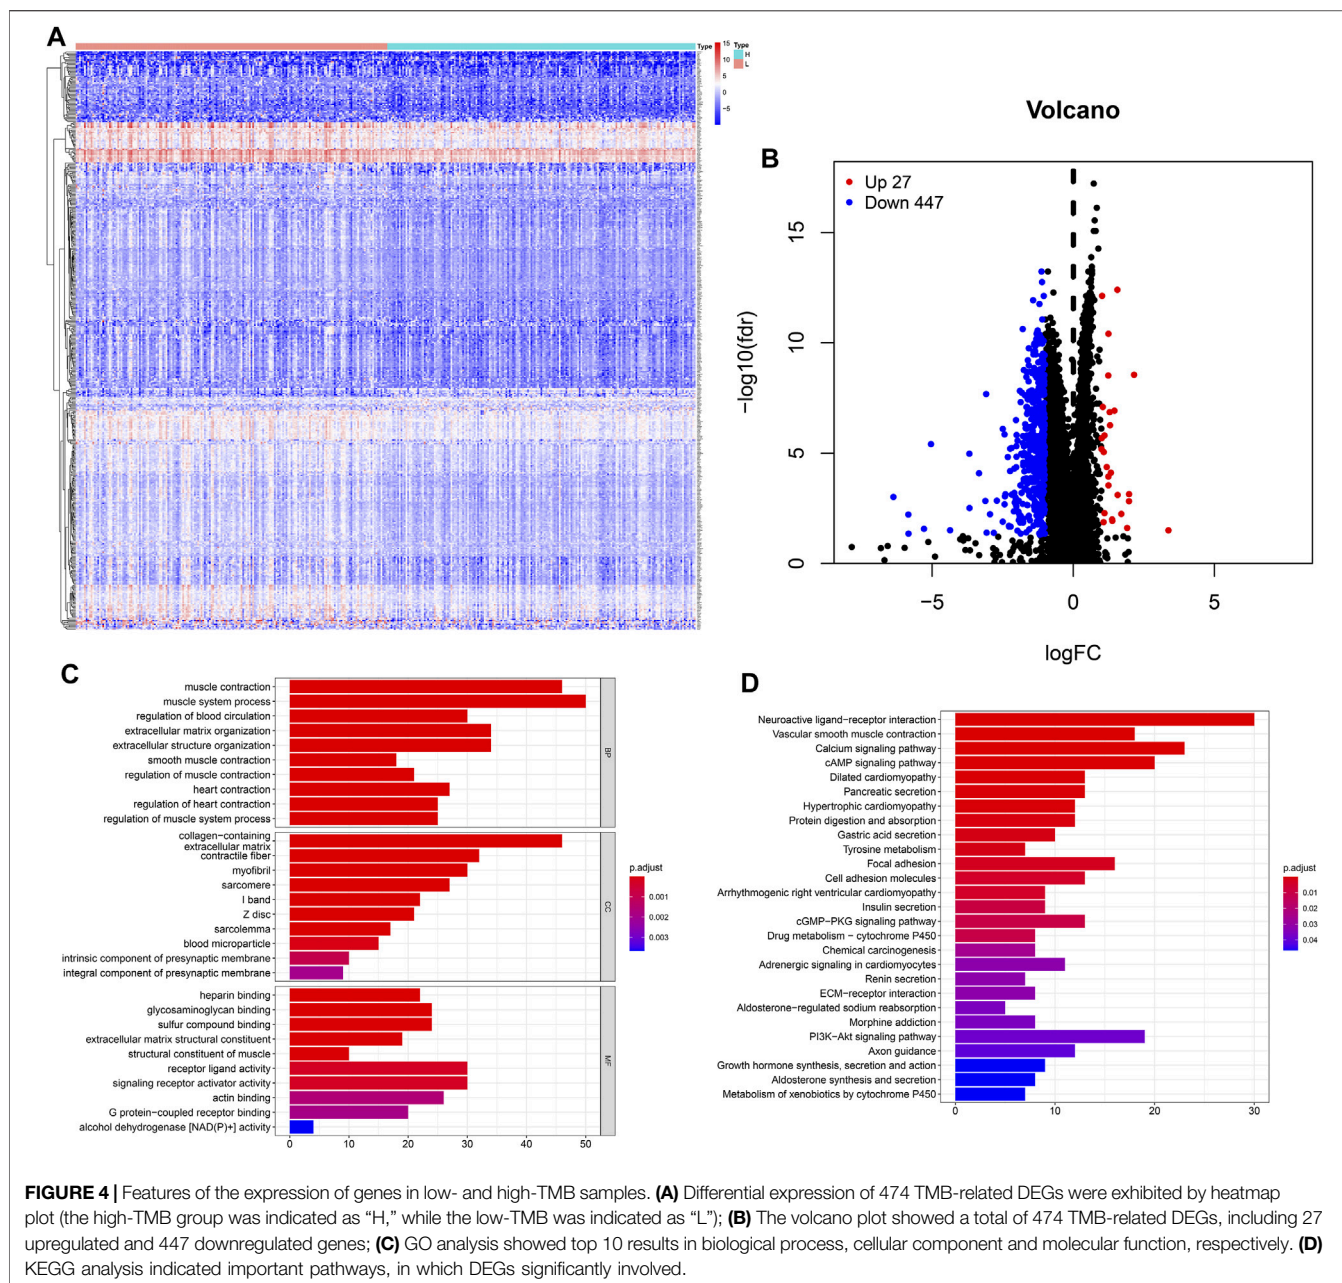 A
Type
15
10
5
0
−5
Type
H
L
Volcano
B
Up 27
Down 447
−log10(fdr)
15
10
5
0
−5
0
5
logFC
C
muscle contraction
muscle system process
regulation of blood circulation
extracellular matrix organization
extracellular structure organization
smooth muscle contraction
regulation of muscle contraction
heart contraction
regulation of heart contraction
regulation of muscle system process
BP
collagen−containing
extracellular matrix
contractile fiber
myofibril
sarcomere
I band
Z disc
sarcolemma
blood microparticle
intrinsic component of presynaptic membrane
integral component of presynaptic membrane
CC
heparin binding
glycosaminoglycan binding
sulfur compound binding
extracellular matrix structural constituent
structural constituent of muscle
receptor ligand activity
signaling receptor activator activity
actin binding
G protein−coupled receptor binding
alcohol dehydrogenase [NAD(P)+] activity
MF
0
10
20
30
40
50
p.adjust
0.001
0.002
0.003
D
Neuroactive ligand−receptor interaction
Vascular smooth muscle contraction
Calcium signaling pathway
cAMP signaling pathway
Dilated cardiomyopathy
Pancreatic secretion
Hypertrophic cardiomyopathy
Protein digestion and absorption
Gastric acid secretion
Tyrosine metabolism
Focal adhesion
Cell adhesion molecules
Arrhythmogenic right ventricular cardiomyopathy
Insulin secretion
cGMP−PKG signaling pathway
Drug metabolism − cytochrome P450
Chemical carcinogenesis
Adrenergic signaling in cardiomyocytes
Renin secretion
ECM−receptor interaction
Aldosterone−regulated sodium reabsorption
Morphine addiction
PI3K−Akt signaling pathway
Axon guidance
Growth hormone synthesis, secretion and action
Aldosterone synthesis and secretion
Metabolism of xenobiotics by cytochrome P450
0
10
20
30
p.adjust
0.01
0.02
0.03
0.04
FIGURE 4 | Features of the expression of genes in low- and high-TMB samples. (A) Differential expression of 474 TMB-related DEGs were exhibited by heatmap
plot (the high-TMB group was indicated as “H,” while the low-TMB was indicated as “L”); (B) The volcano plot showed a total of 474 TMB-related DEGs, including 27
upregulated and 447 downregulated genes; (C) GO analysis showed top 10 results in biological process, cellular component and molecular function, respectively. (D)
KEGG analysis indicated important pathways, in which DEGs significantly involved.